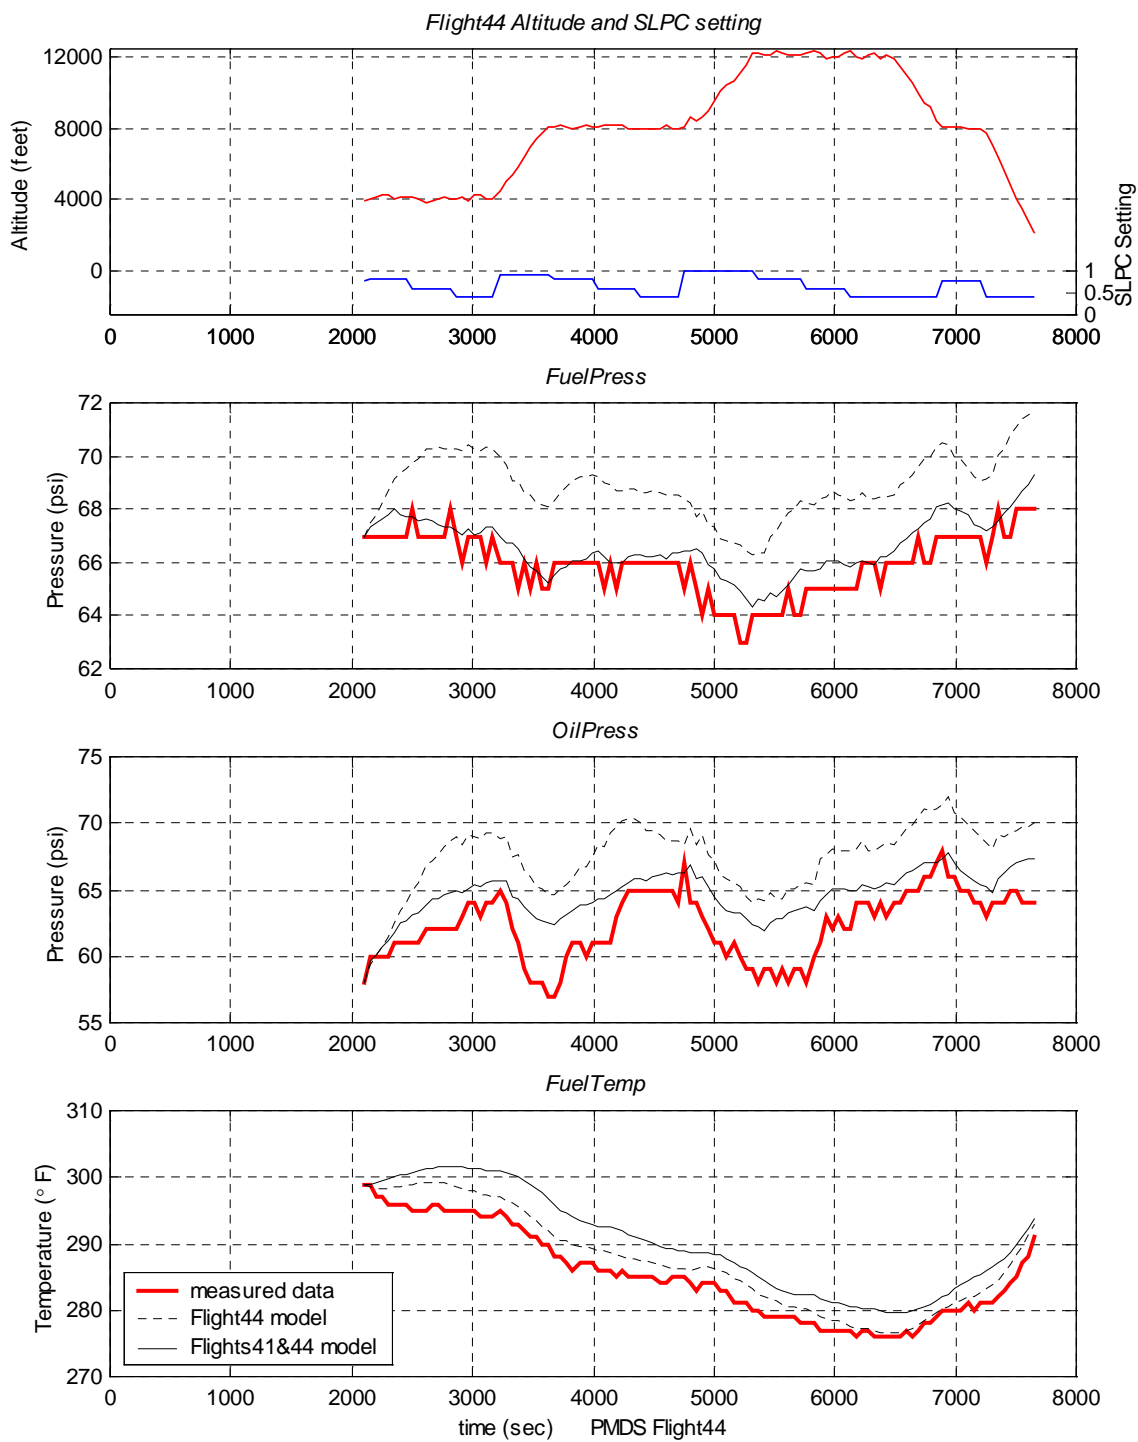 Flight44 Altitude and SLPC setting
12000
8000
4000
0
Altitude (feet)
1
0.5
0
SLPC Setting
0 1000 2000 3000 4000 5000 6000 7000 8000
FuelPress
72
70
68
66
64
62
Pressure (psi)
0 1000 2000 3000 4000 5000 6000 7000 8000
OilPress
75
70
65
60
55
Pressure (psi)
0 1000 2000 3000 4000 5000 6000 7000 8000
FuelTemp
310
300
290
280
270
Temperature (° F)
measured data
Flight44 model
Flights41&44 model
0 1000 2000 3000 4000 5000 6000 7000 8000
time (sec) PMDS Flight44